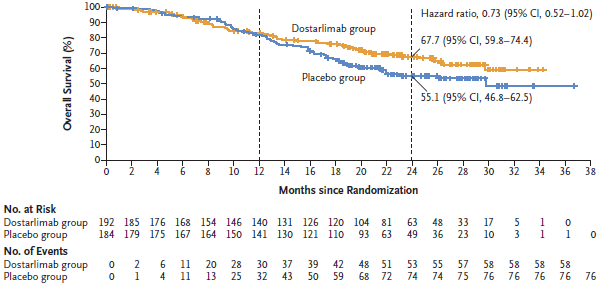 100
90
80
70
60
50
40
30
20
10
0
Overall Survival (%)
Hazard ratio, 0.73 (95% CI, 0.52–1.02)
Dostarlimab group
67.7 (95% CI, 59.8–74.4)
Placebo group
55.1 (95% CI, 46.8–62.5)
0 2 4 6 8 10 12 14 16 18 20 22 24 26 28 30 32 34 36 38
Months since Randomization
No. at Risk
Dostarlimab group 192 185 176 168 154 146 140 131 126 120 104 81 63 48 33 17 5 1 0
Placebo group 184 179 175 167 164 150 141 130 121 110 93 63 49 36 23 10 3 1 1 0
No. of Events
Dostarlimab group 0 2 6 11 20 28 30 37 39 42 48 51 53 55 57 58 58 58 58
Placebo group 0 1 4 11 13 25 32 43 50 59 68 72 74 74 75 76 76 76 76 76